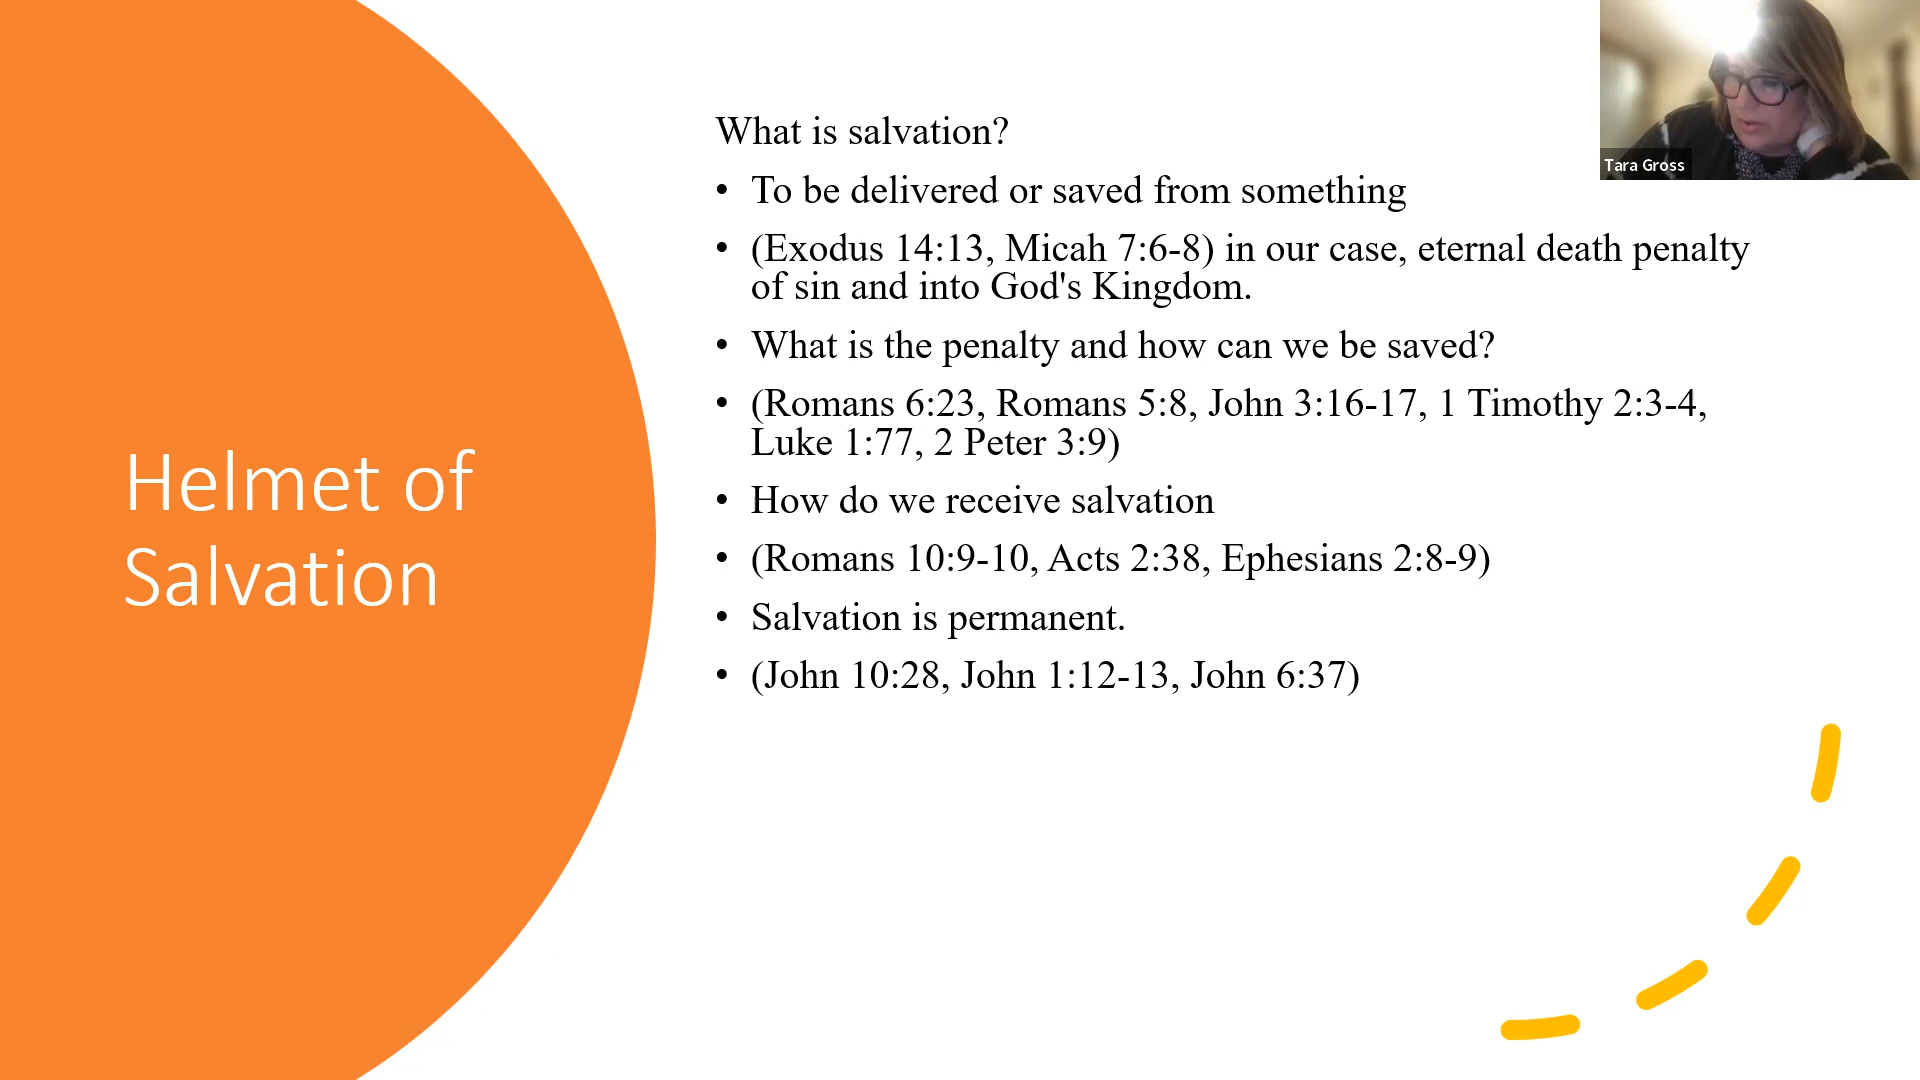 Helmet of
Salvation
What is salvation?
• To be delivered or saved from something
• (Exodus 14:13, Micah 7:6-8) in our case, eternal death penalty
of sin and into God's Kingdom.
• What is the penalty and how can we be saved?
• (Romans 6:23, Romans 5:8, John 3:16-17, 1 Timothy 2:3-4,
Luke 1:77, 2 Peter 3:9)
• How do we receive salvation
• (Romans 10:9-10, Acts 2:38, Ephesians 2:8-9)
• Salvation is permanent.
• (John 10:28, John 1:12-13, John 6:37)
Tara Gross